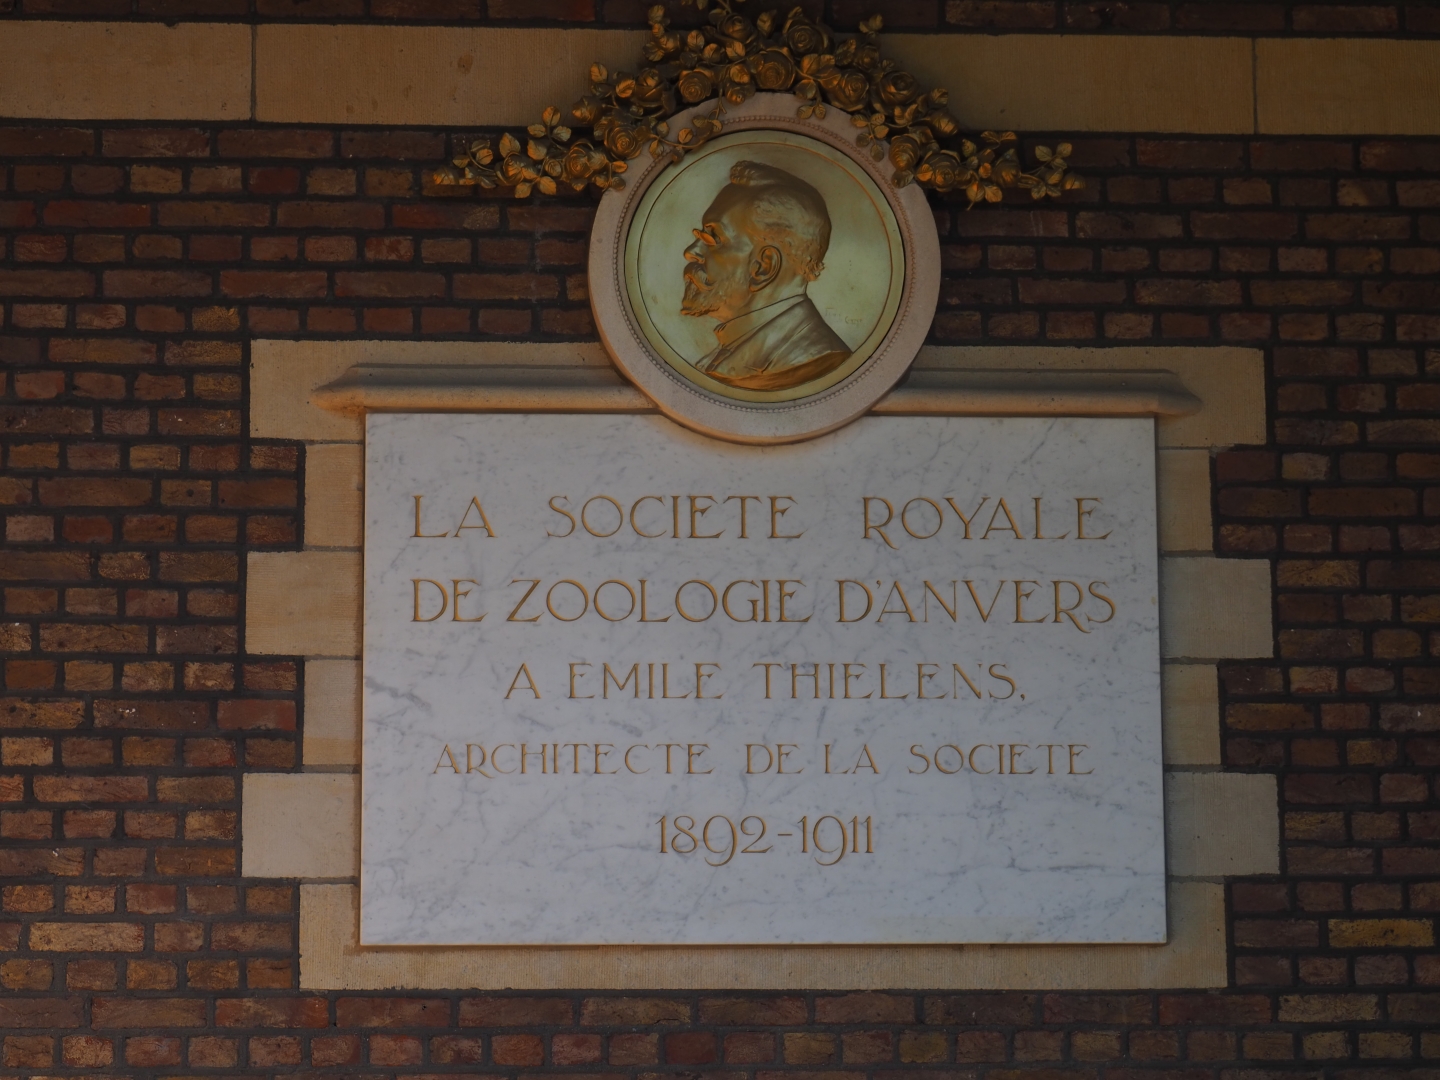 LA SOCIETE ROYALE
DE ZOOLOGIE D'ANVERS
A EMILE THIELENS,
ARCHITECTE DE LA SOCIETE
1892-1911